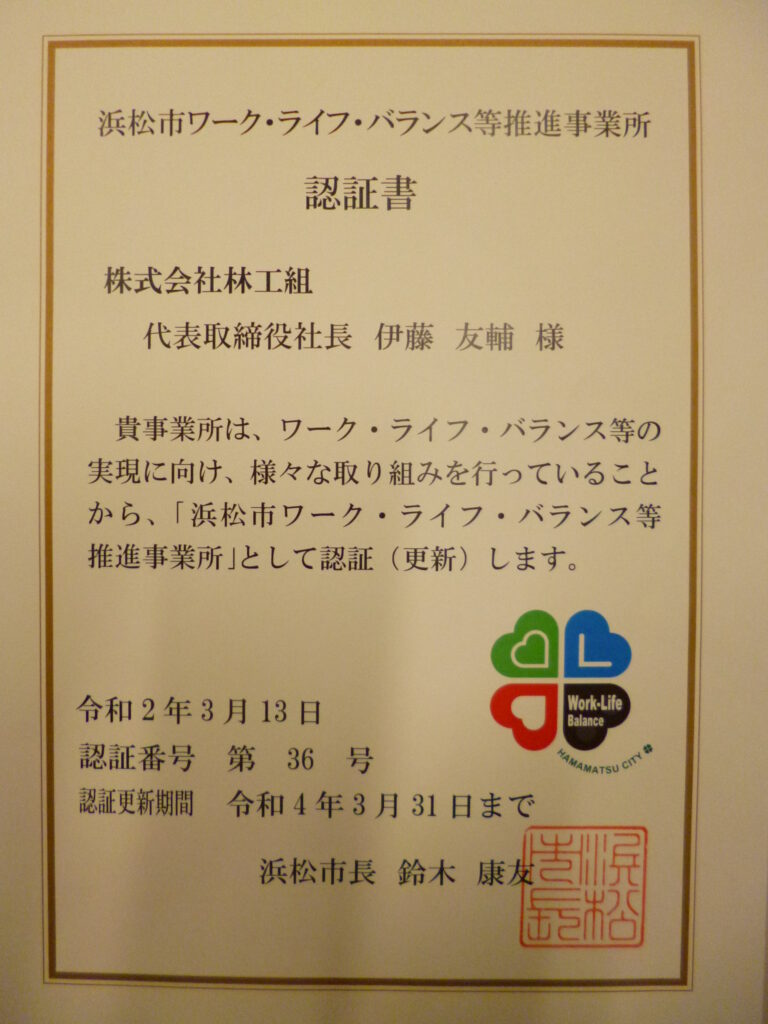 浜松市ワーク・ライフ・バランス等推進事業所
認証書
株式会社林工組
代表取締役社長 伊藤 友輔 様
貴事業所は、ワーク・ライフ・バランス等の
実現に向け、様々な取り組みを行っていること
から、「浜松市ワーク・ライフ・バランス等
推進事業所」として認証（更新）します。
Work-Life
Balance
HAMAMATSU CITY
令和2年3月13日
認証番号 第 36 号
認証更新期間 令和4年3月31日まで
浜松市長 鈴木 康友
浜松
市長